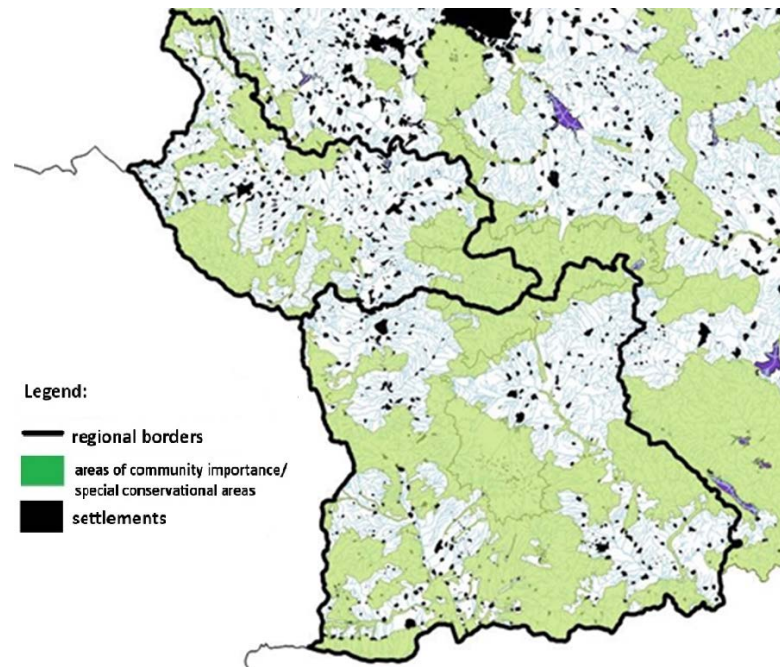 Legend:
regional borders
areas of community importance/
special conservational areas
settlements